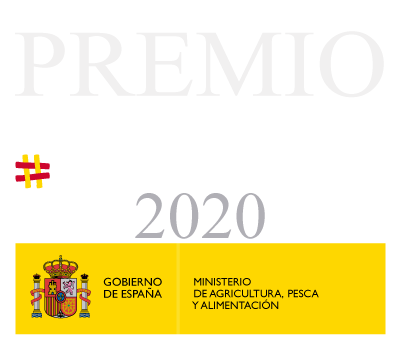 PREMIO
#
2020
GOBIERNO
DE ESPAÑA
MINISTERIO
DE AGRICULTURA, PESCA
Y ALIMENTACIÓN